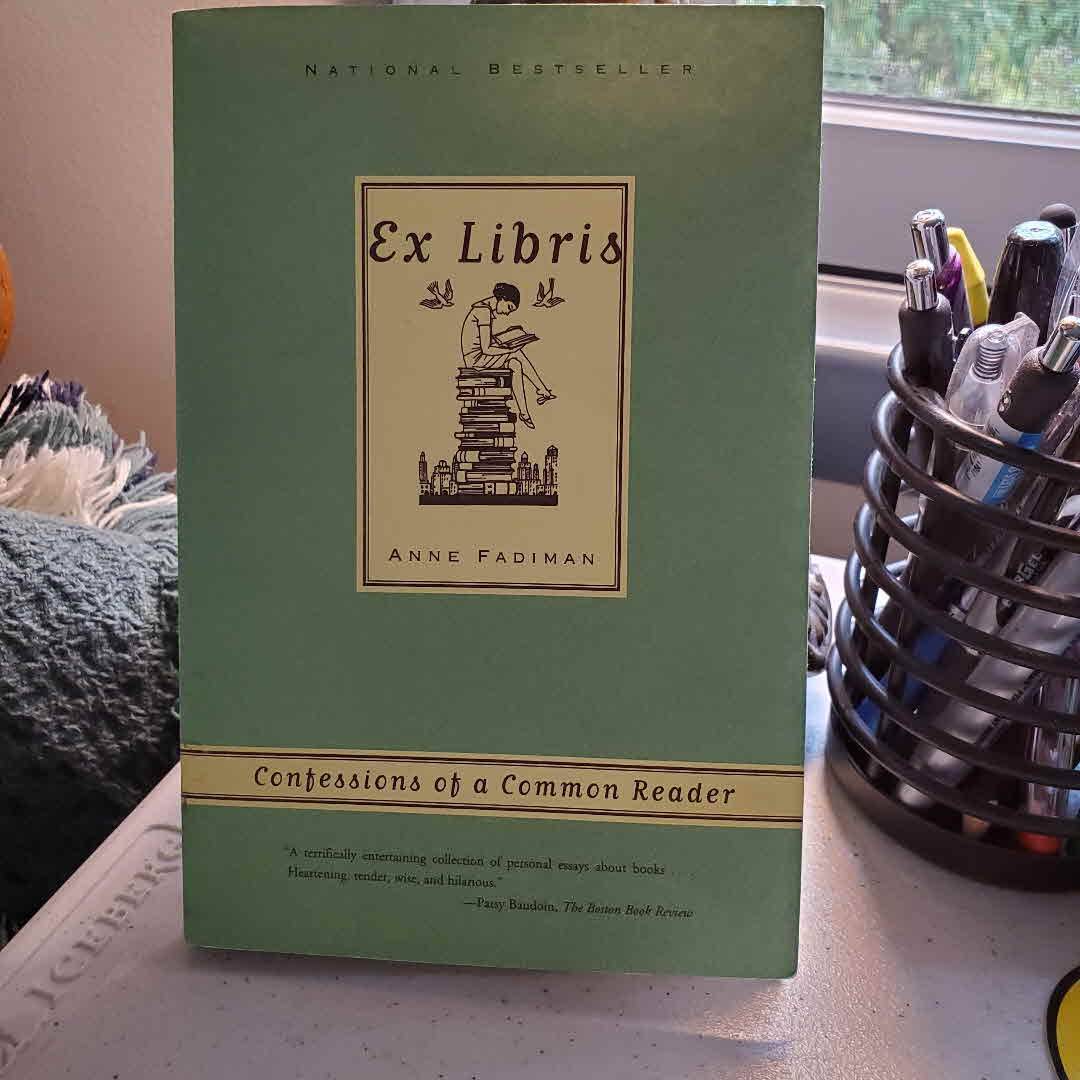 NATIONAL BESTSELLER
Ex Libris
ANNE FADIMAN
Confessions of a Common Reader
"A terrifically entertaining collection of personal essays about books . . . .
Heartening, tender, wise, and hilarious."
—Patsy Baudoin, The Boston Book Review
ICEBERG